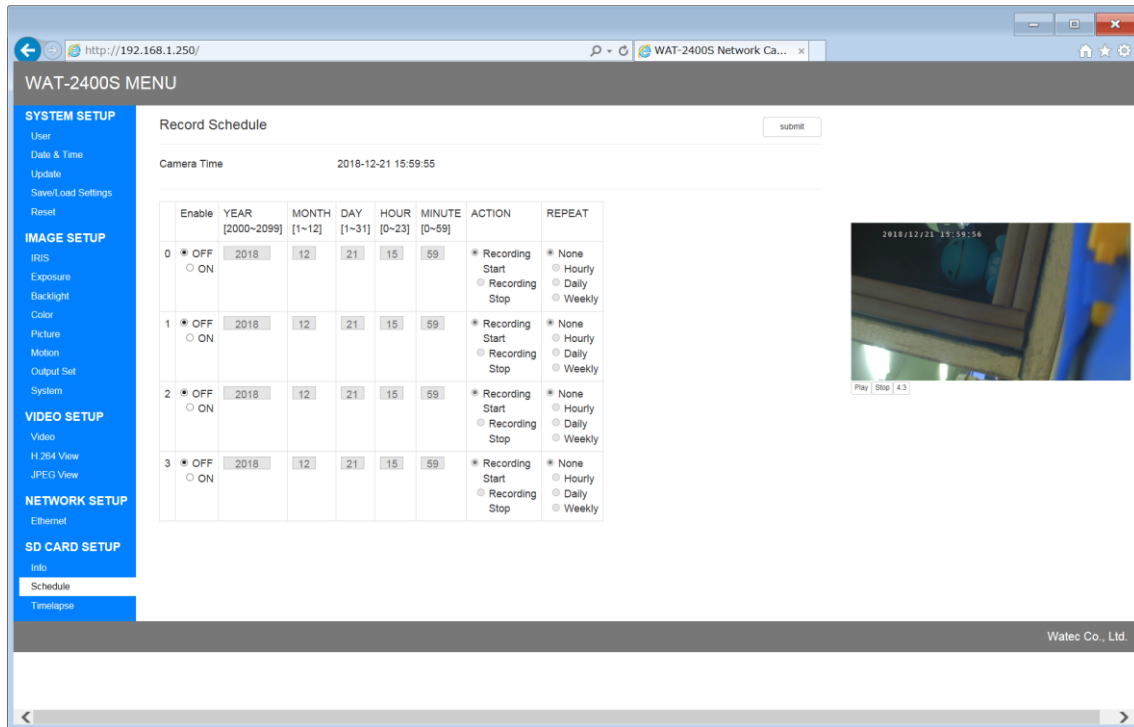 http://192.168.1.250/
WAT-2400S Network Ca...
WAT-2400S MENU
SYSTEM SETUP
User
Date & Time
Update
Save/Load Settings
Reset
IMAGE SETUP
IRIS
Exposure
Backlight
Color
Picture
Motion
Output Set
System
VIDEO SETUP
Video
H.264 View
JPEG View
NETWORK SETUP
Ethernet
SD CARD SETUP
Info
Schedule
Timelapse
Record Schedule
submit
Camera Time 2018-12-21 15:59:55
Enable YEAR MONTH DAY HOUR MINUTE ACTION REPEAT
[2000~2099] [1~12] [1~31] [0~23] [0~59]
0 OFF 2018 12 21 15 59 Recording None
ON Start Hourly
Recording Daily
Stop Weekly
1 OFF 2018 12 21 15 59 Recording None
ON Start Hourly
Recording Daily
Stop Weekly
2 OFF 2018 12 21 15 59 Recording None
ON Start Hourly
Recording Daily
Stop Weekly
3 OFF 2018 12 21 15 59 Recording None
ON Start Hourly
Recording Daily
Stop Weekly
2018/12/21 15:59:56
Play Stop 4:3
Watec Co., Ltd.